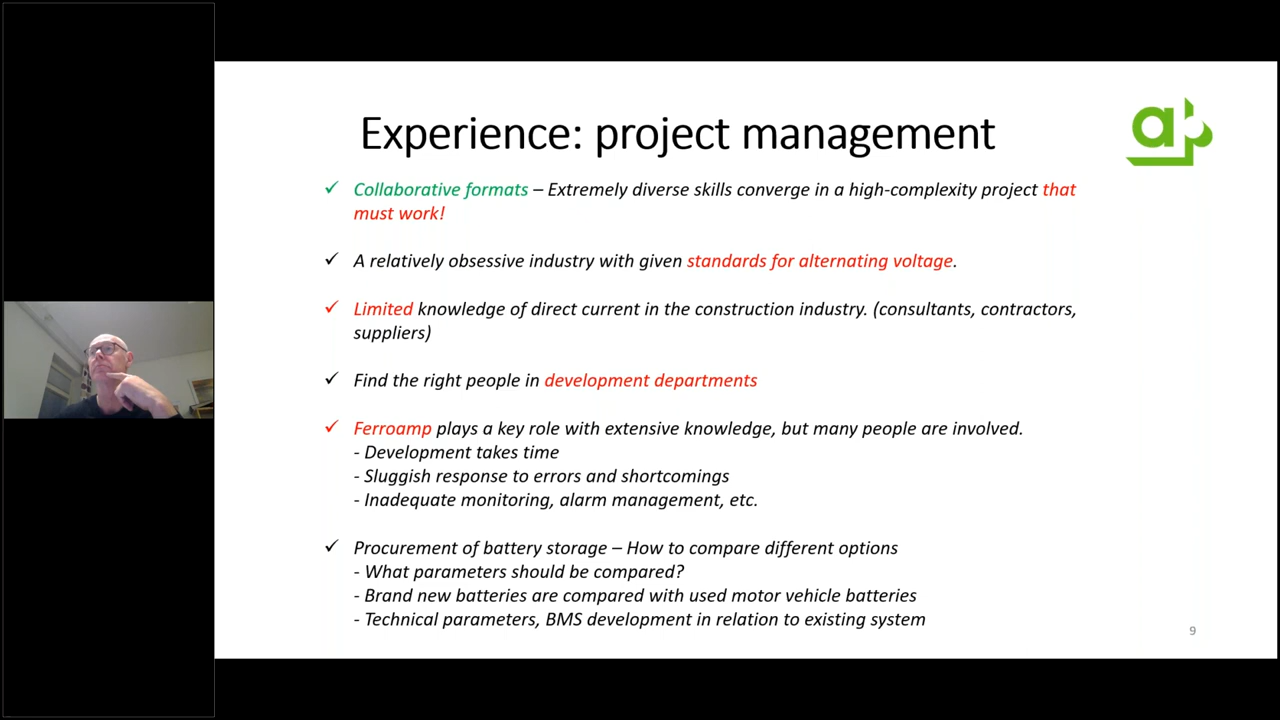 Experience: project management
✓ Collaborative formats – Extremely diverse skills converge in a high-complexity project that
must work!
✓ A relatively obsessive industry with given standards for alternating voltage.
✓ Limited knowledge of direct current in the construction industry. (consultants, contractors,
suppliers)
✓ Find the right people in development departments
✓ Ferroamp plays a key role with extensive knowledge, but many people are involved.
- Development takes time
- Sluggish response to errors and shortcomings
- Inadequate monitoring, alarm management, etc.
✓ Procurement of battery storage – How to compare different options
- What parameters should be compared?
- Brand new batteries are compared with used motor vehicle batteries
- Technical parameters, BMS development in relation to existing system
9